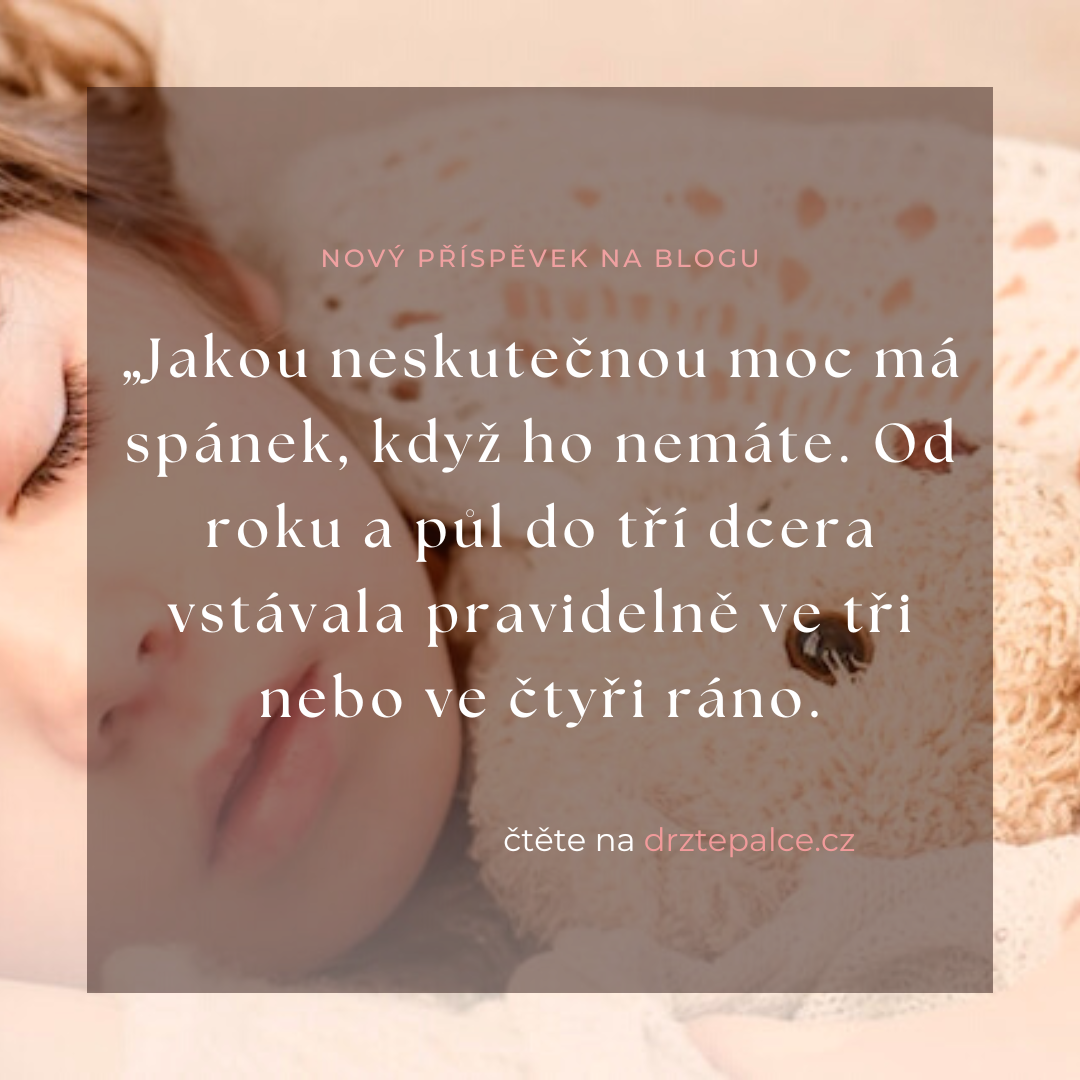 NOVÝ PŘÍSPĚVEK NA BLOGU
„Jakou neskutečnou moc má
spánek, když ho nemáte. Od
roku a půl do tří dcera
vstávala pravidelně ve tři
nebo ve čtyři ráno.
čtěte na drztepalce.cz